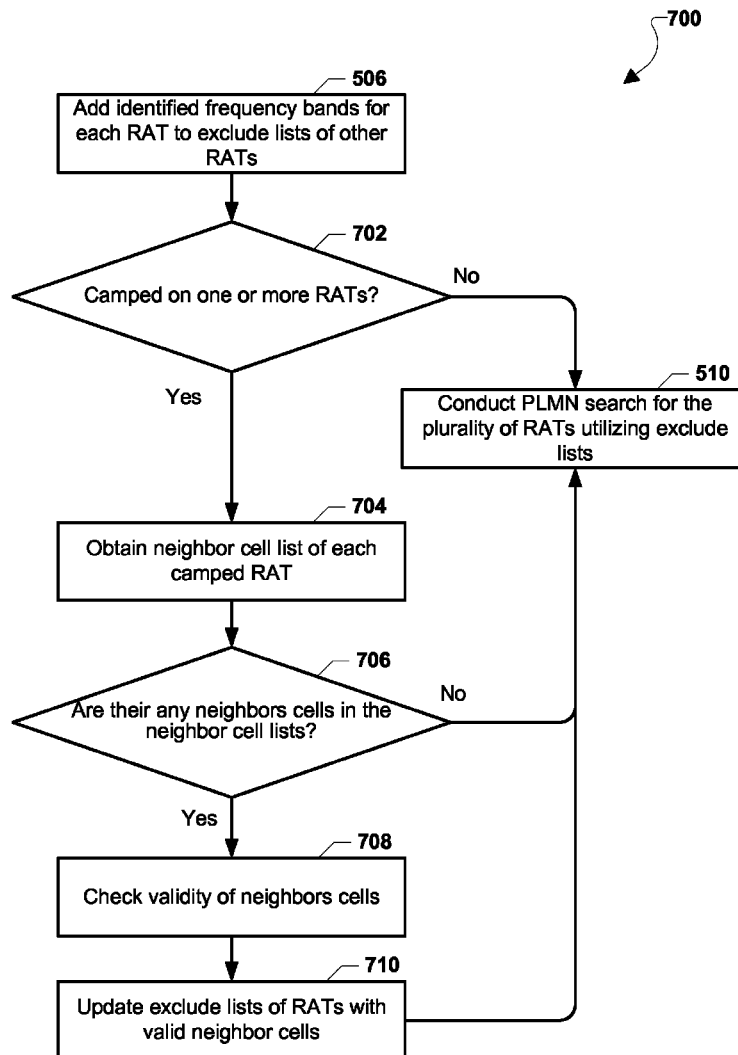 700
506
Add identified frequency bands for
each RAT to exclude lists of other
RATs
702
Camped on one or more RATs?
No
Yes
510
Conduct PLMN search for the
plurality of RATs utilizing exclude
lists
704
Obtain neighbor cell list of each
camped RAT
706
Are their any neighbors cells in the
neighbor cell lists?
No
Yes
708
Check validity of neighbors cells
710
Update exclude lists of RATs with
valid neighbor cells